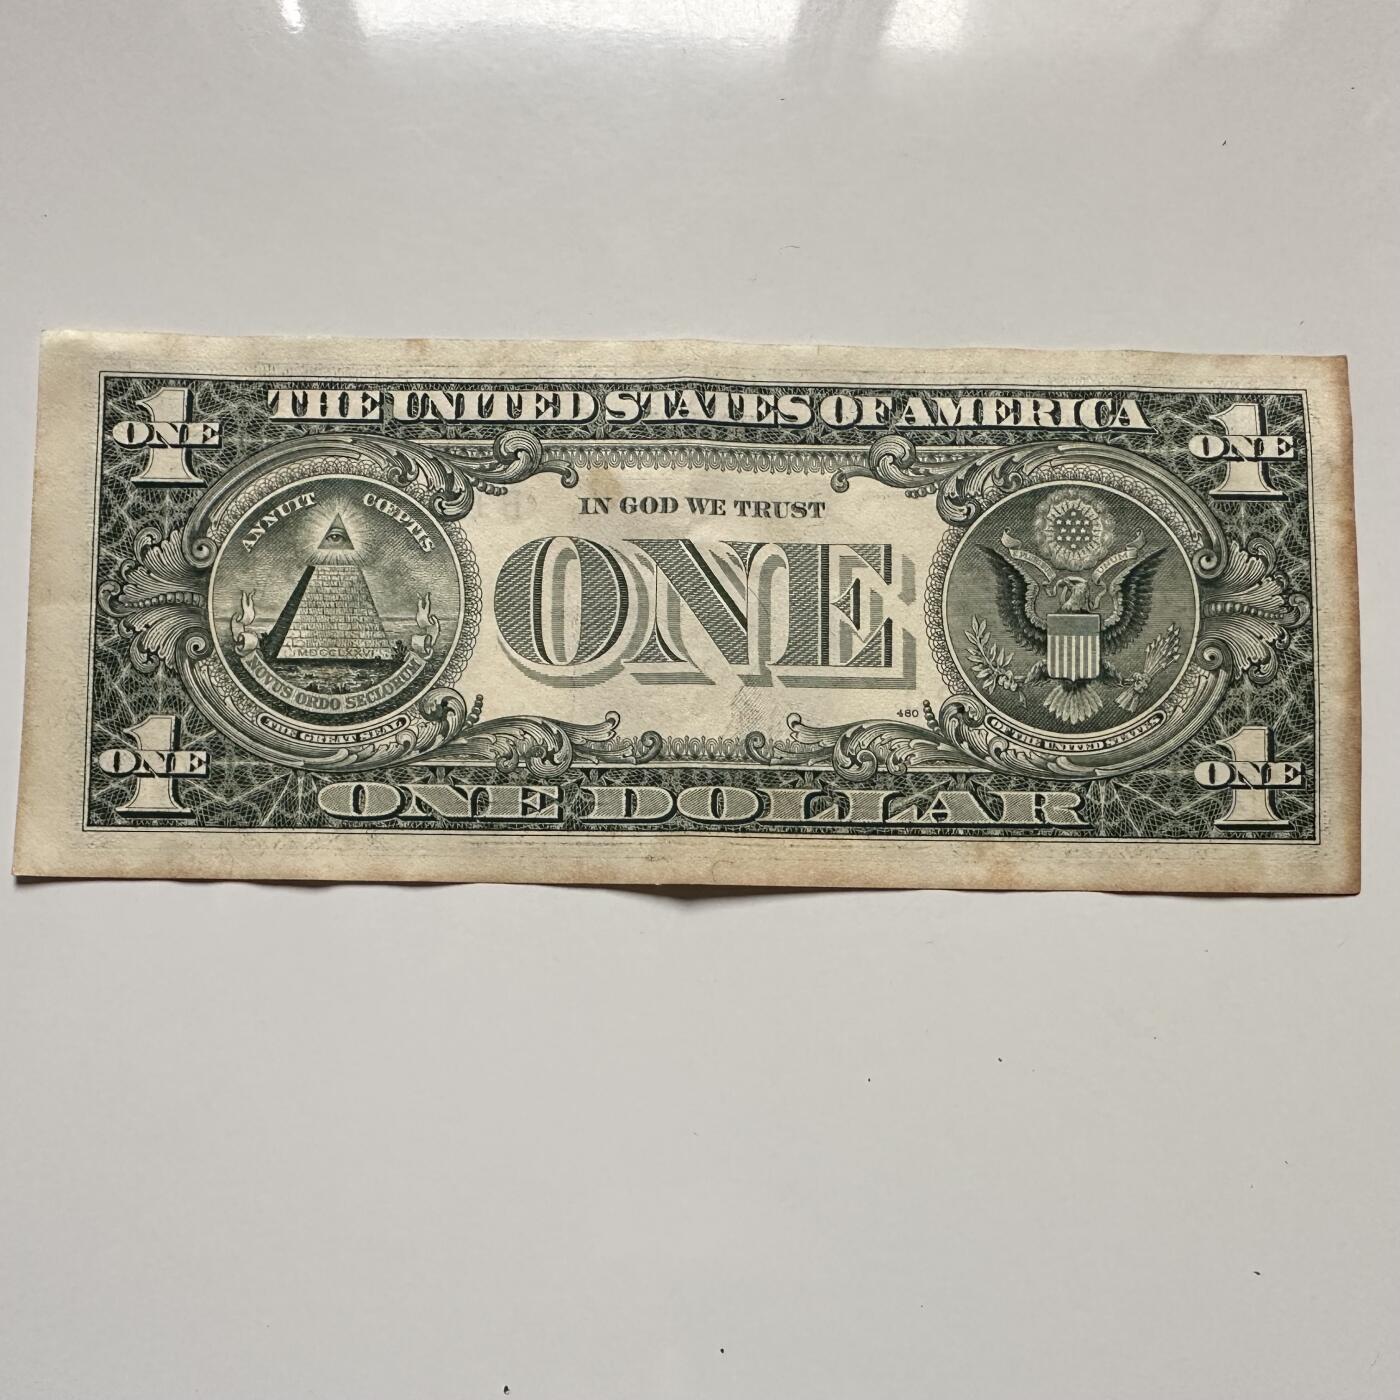 THE UNITED STATES OF AMERICA
1
ONE
1
ONE
ANNUIT CŒPTIS
IN GOD WE TRUST
ONE
MDCCLXXVI
NOVUS ORDO SECLORUM
THE GREAT SEAL
480
OF THE UNITED STATES
1
ONE
1
ONE
ONE DOLLAR